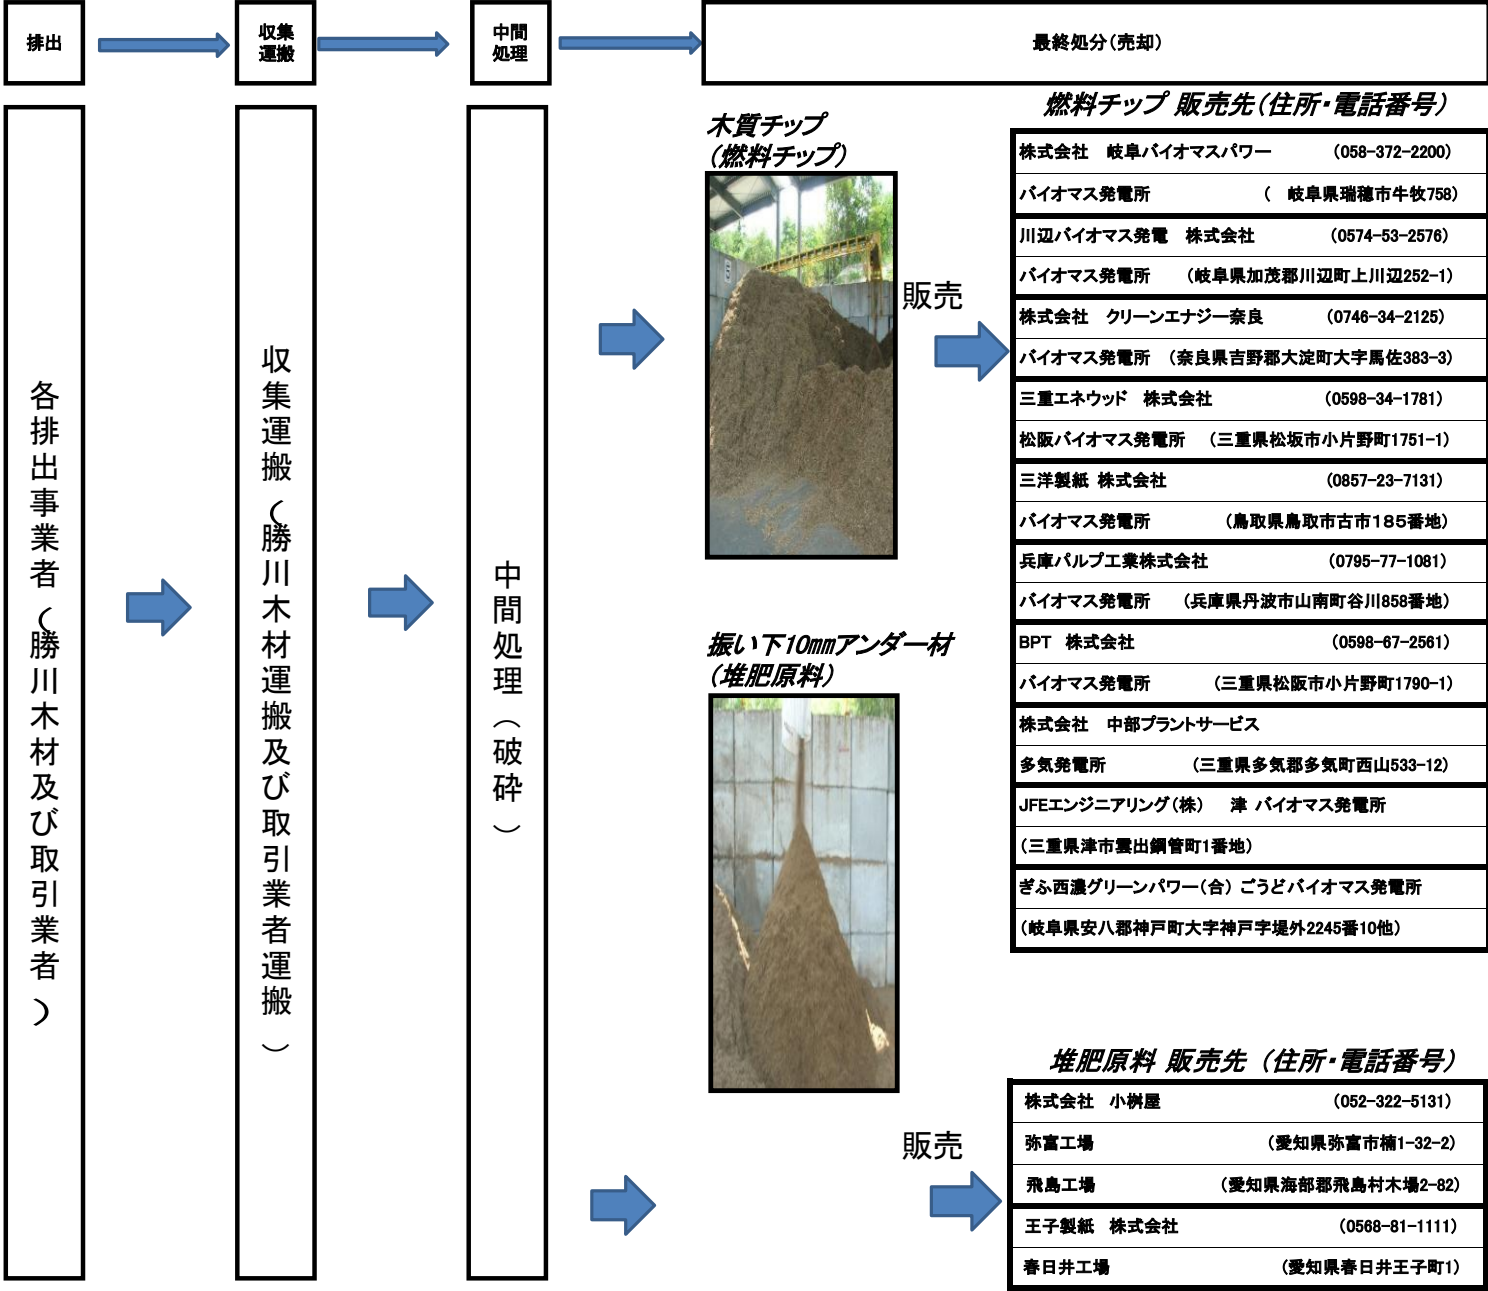 排出
収集
運搬
中間
処理
最終処分(売却)
各排出事業者(勝川木材及び取引業者)
収集運搬(勝川木材運搬及び取引業者運搬)
中間処理(破砕)
木質チップ
(燃料チップ)
販売
燃料チップ 販売先(住所・電話番号)
株式会社　岐阜バイオマスパワー　(058-372-2200)
バイオマス発電所　(　岐阜県瑞穂市牛牧758)
川辺バイオマス発電　株式会社　(0574-53-2576)
バイオマス発電所　(岐阜県加茂郡川辺町上川辺252-1)
株式会社　クリーンエナジー奈良　(0746-34-2125)
バイオマス発電所　(奈良県吉野郡大淀町大字馬佐383-3)
三重エネウッド　株式会社　(0598-34-1781)
松阪バイオマス発電所　(三重県松坂市小片野町1751-1)
三洋製紙 株式会社　(0857-23-7131)
バイオマス発電所　(鳥取県鳥取市古市185番地)
兵庫パルプ工業株式会社　(0795-77-1081)
バイオマス発電所　(兵庫県丹波市山南町谷川858番地)
BPT　株式会社　(0598-67-2561)
バイオマス発電所　(三重県松阪市小片野町1790-1)
株式会社　中部プラントサービス
多気発電所　(三重県多気郡多気町西山533-12)
JFEエンジニアリング(株)　津 バイオマス発電所
(三重県津市雲出鋼管町1番地)
ぎふ西濃グリーンパワー(合) ごうどバイオマス発電所
(岐阜県安八郡神戸町大字神戸字堤外2245番10他)
振い下10mmアンダー材
(堆肥原料)
販売
堆肥原料 販売先 (住所・電話番号)
株式会社　小桝屋　(052-322-5131)
弥富工場　(愛知県弥富市楠1-32-2)
飛島工場　(愛知県海部郡飛島村木場2-82)
王子製紙　株式会社　(0568-81-1111)
春日井工場　(愛知県春日井王子町1)